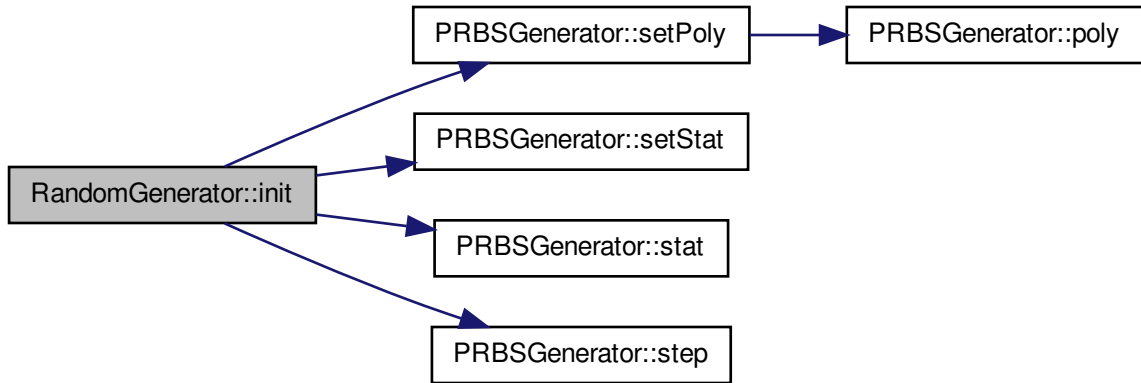 PRBSGenerator::setPoly
PRBSGenerator::poly
PRBSGenerator::setStat
RandomGenerator::init
PRBSGenerator::stat
PRBSGenerator::step